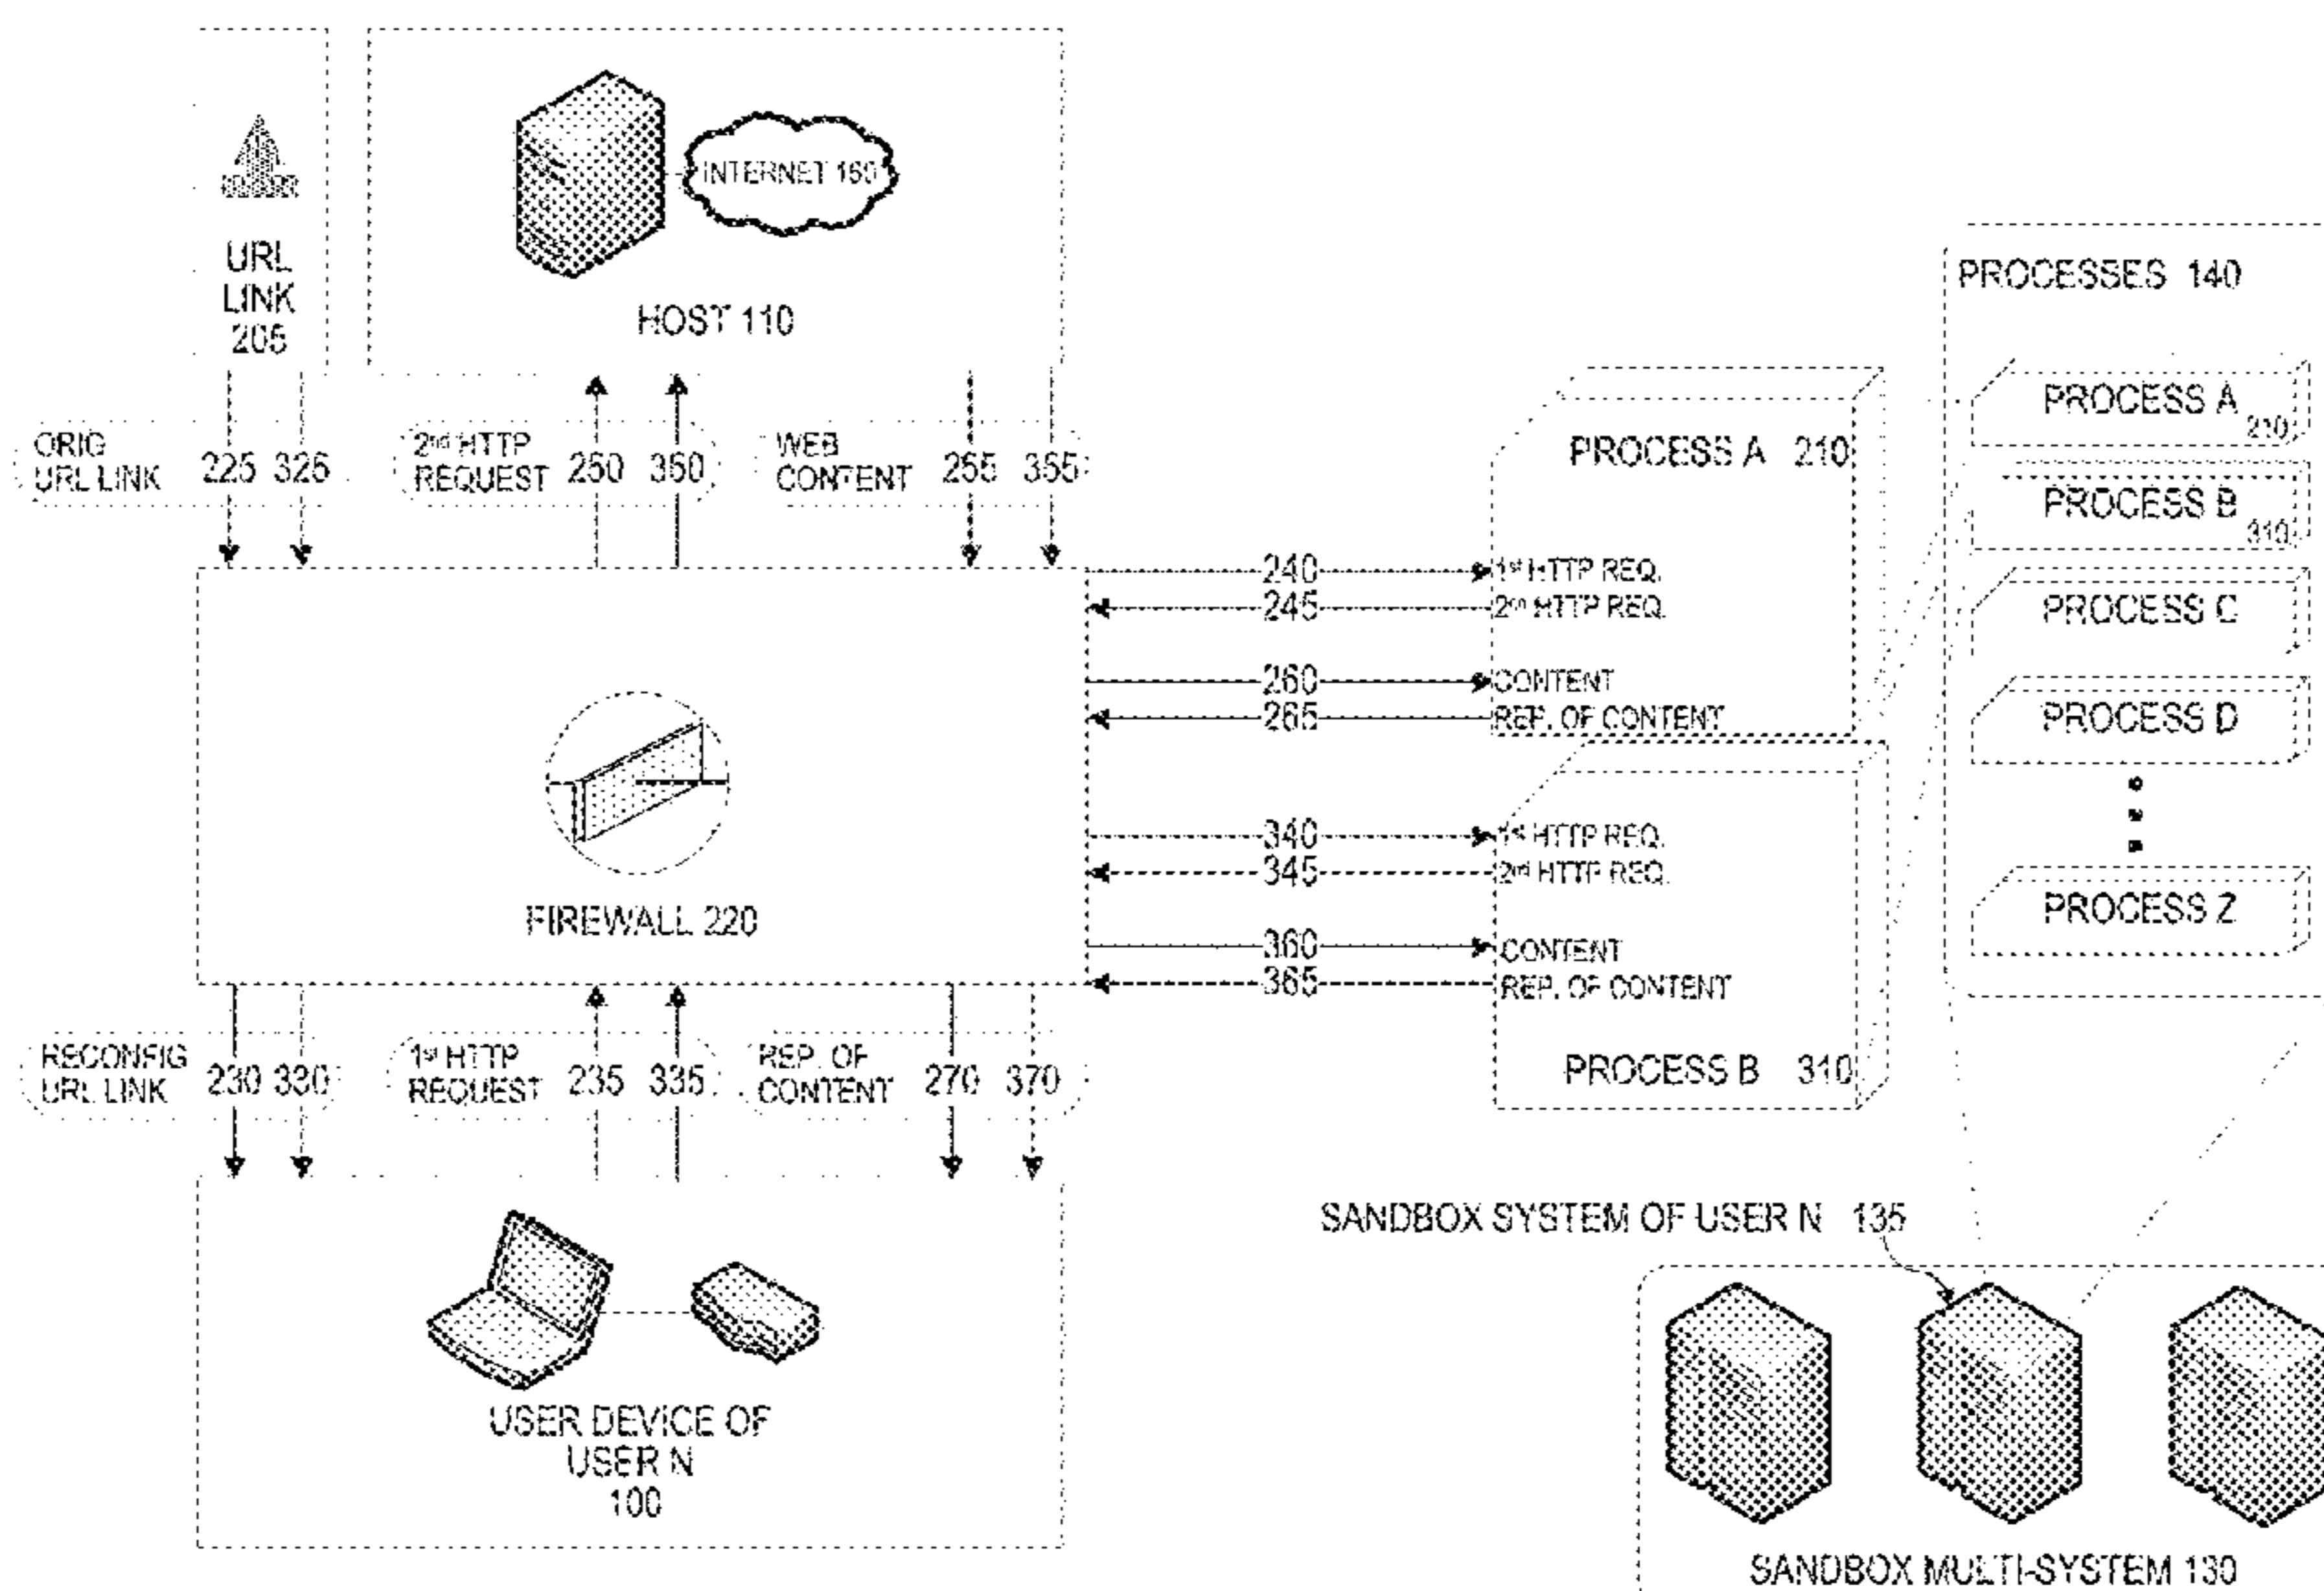 URL
LINK
205
INTERNET 160
HOST 110
ORIG
URL LINK
225 325
2nd HTTP
REQUEST
250 350
WEB
CONTENT
255 355
PROCESSES 140
PROCESS A
210
PROCESS B
310
PROCESS C
PROCESS D
PROCESS Z
PROCESS A 210
240 1st HTTP REQ.
245 2nd HTTP REQ.
260 CONTENT
265 REP. OF CONTENT
FIREWALL 220
340 1st HTTP REQ.
345 2nd HTTP REQ.
360 CONTENT
365 REP. OF CONTENT
PROCESS B 310
RECONFIG
URL LINK
230 330
1st HTTP
REQUEST
235 335
REP. OF
CONTENT
270 370
USER DEVICE OF
USER N
100
SANDBOX SYSTEM OF USER N 135
SANDBOX MULTI-SYSTEM 130